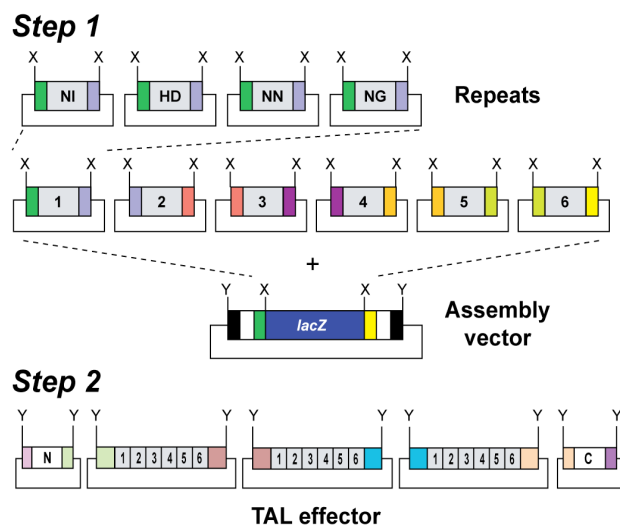 Step 1
X X X X X X X X
NI HD NN NG Repeats
X X X X X X X X X X X X
1 2 3 4 5 6
+
Y X X Y
lacZ Assembly
vector
Step 2
Y Y Y Y Y Y Y Y Y Y
N 1 2 3 4 5 6 1 2 3 4 5 6 1 2 3 4 5 6 C
TAL effector